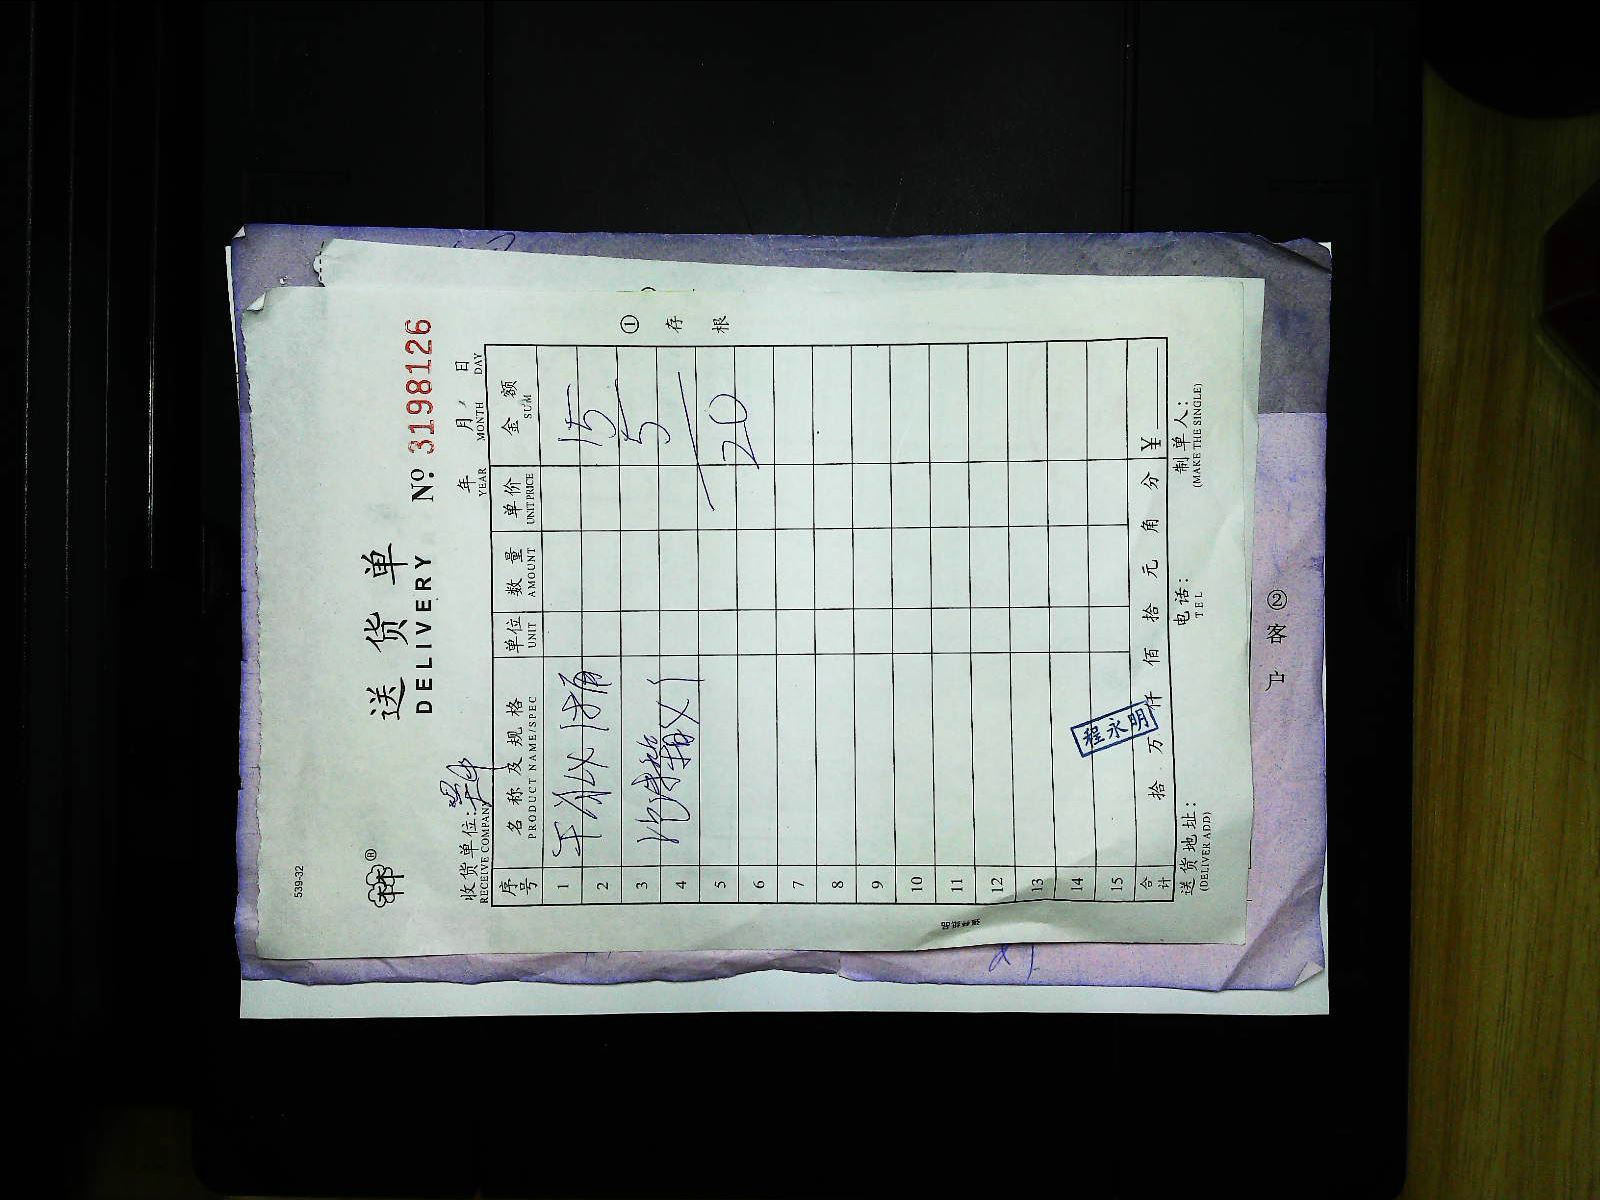 539-32
®
送货单
DELIVERY
№ 3198126
收货单位:
RECEIVE COMPANY
年 月 日
YEAR MONTH DAY
序号 名称及规格 单位 数量 单价 金额
PRODUCT NAME/SPEC UNIT AMOUNT UNIT PRICE SUM
1 15
2
3 5
4
5
6 20
7
8
9
10
11
12
13
14
15
合计 拾 万 仟 佰 拾 元 角 分 ¥
程永明
送货地址: 电话: 制单人:
(DELIVER ADD) TEL (MAKE THE SINGLE)
① 存根
② 客户